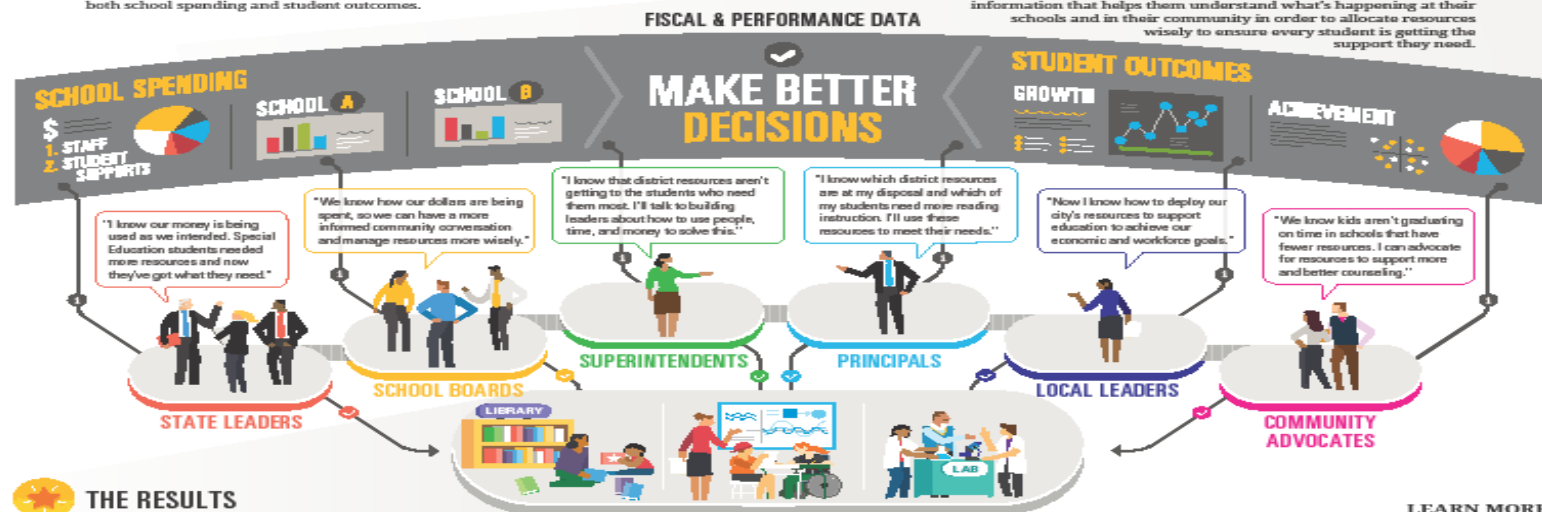 both school spending and student outcomes.
information that helps them understand what's happening at their
schools and in their community in order to allocate resources
wisely to ensure every student is getting the
support they need.
FISCAL & PERFORMANCE DATA
SCHOOL SPENDING
$
1. STAFF
2. STUDENT
SUPPORTS
SCHOOL A
SCHOOL B
MAKE BETTER
DECISIONS
STUDENT OUTCOMES
GROWTH
ACHIEVEMENT
"I know our money is being
used as we intended. Special
Education students needed
more resources and now
they've got what they need."
"We know how our dollars are being
spent, so we can have a more
informed community conversation
and manage resources more wisely."
"I know that district resources aren't
getting to the students who need
them most. I'll talk to building
leaders about how to use people,
time, and money to solve this."
"I know which district resources
are at my disposal and which of
my students need more reading
instruction. I'll use these
resources to meet their needs."
"Now I know how to deploy our
city's resources to support
education to achieve our
economic and workforce goals."
"We know kids aren't graduating
on time in schools that have
fewer resources. I can advocate
for resources to support more
and better counseling."
STATE LEADERS
SCHOOL BOARDS
SUPERINTENDENTS
PRINCIPALS
LOCAL LEADERS
COMMUNITY
ADVOCATES
LIBRARY
LAB
THE RESULTS
LEARN MORE